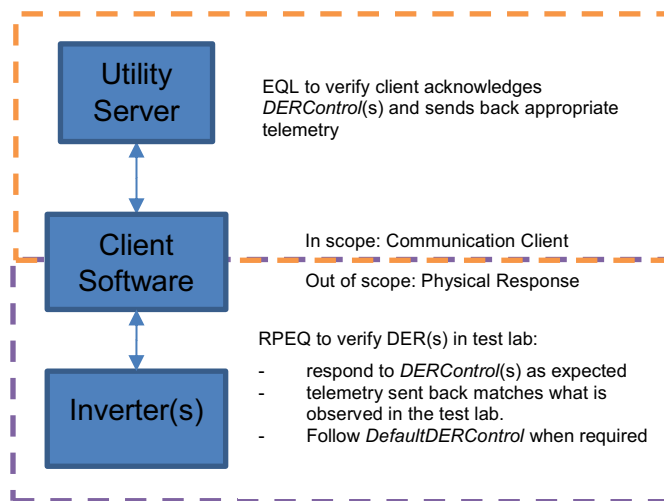 Utility
Server
EQL to verify client acknowledges
DERControl(s) and sends back appropriate
telemetry
Client
Software
In scope: Communication Client
Out of scope: Physical Response
RPEQ to verify DER(s) in test lab:
- respond to DERControl(s) as expected
- telemetry sent back matches what is
observed in the test lab.
- Follow DefaultDERControl when required
Inverter(s)